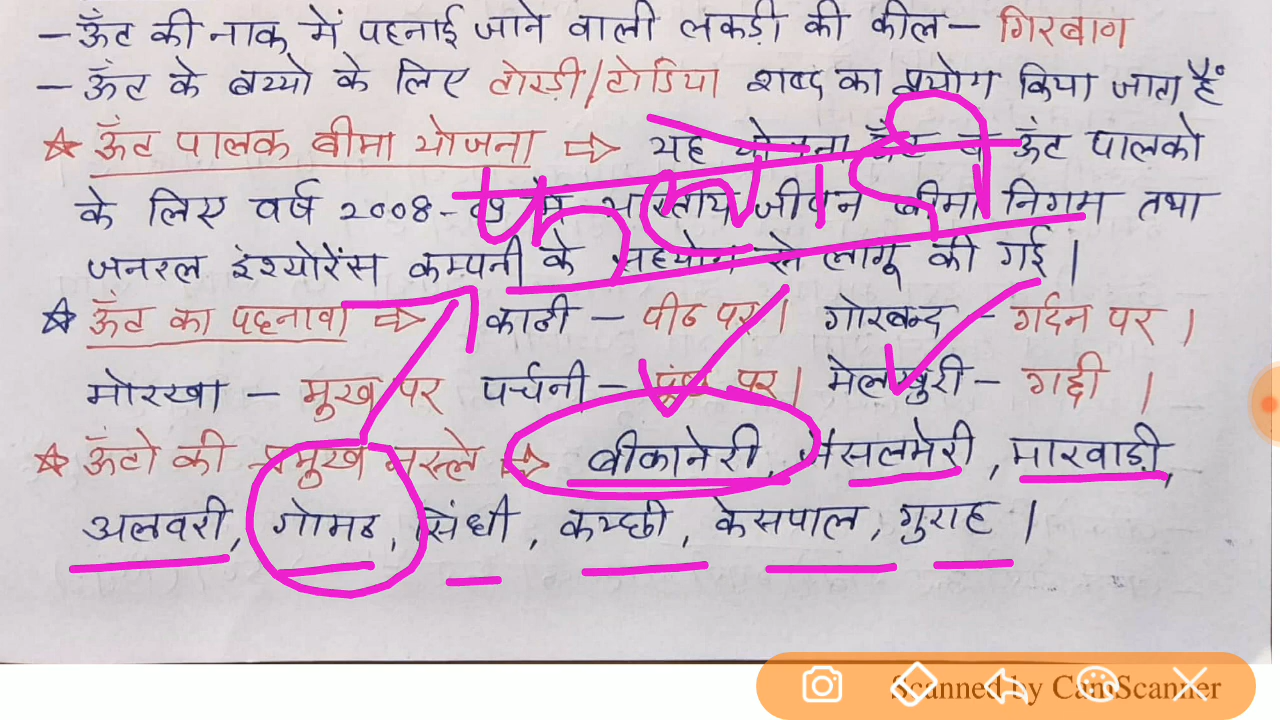 - ऊँट की नाक में पहनाई जाने वाली लकड़ी की कील - गिरबाण
- ऊँट के बच्चो के लिए तोरड़ी/टोडिया शब्द का प्रयोग किया जाता हैं
☆ ऊँट पालक बीमा योजना ⇒ यह योजना ऊँट व ऊँट पालको
के लिए वर्ष 2008-09 में भारतीय जीवन बीमा निगम तथा
जनरल इंश्योरेंस कम्पनी के सहयोग से लागू की गई।
☆ ऊँट का पहनावा ⇒ काठी - पीठ पर। गोरबन्द - गर्दन पर।
मोरखा - मुख पर पर्चनी - पूंछ पर। मेलखुरी - गद्दी।
☆ ऊँटो की प्रमुख नस्ले ⇒ बीकानेरी, जैसलमेरी, मारवाड़ी,
अलवरी, गोमठ, सिंधी, कच्छी, केसपाल, गुराह।
Scanned by CamScanner